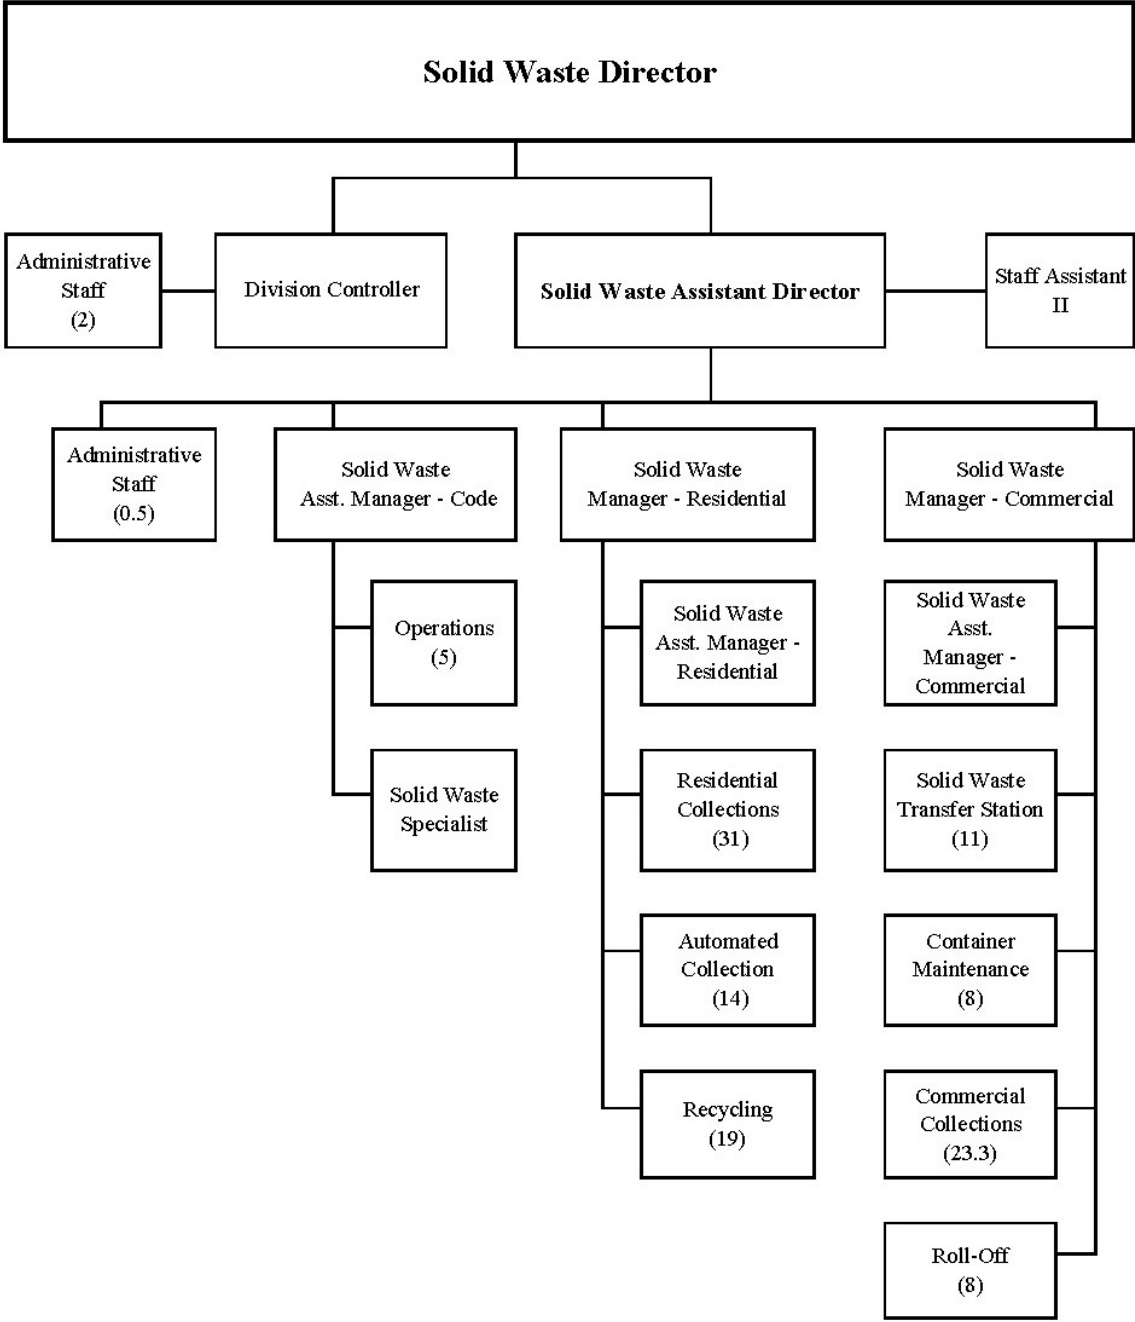 Solid Waste Director
Administrative
Staff
(2)
Division Controller
Solid Waste Assistant Director
Staff Assistant
II
Administrative
Staff
(0.5)
Solid Waste
Asst. Manager - Code
Solid Waste
Manager - Residential
Solid Waste
Manager - Commercial
Operations
(5)
Solid Waste
Asst. Manager -
Residential
Solid Waste
Asst.
Manager -
Commercial
Solid Waste
Specialist
Residential
Collections
(31)
Solid Waste
Transfer Station
(11)
Automated
Collection
(14)
Container
Maintenance
(8)
Recycling
(19)
Commercial
Collections
(23.3)
Roll-Off
(8)